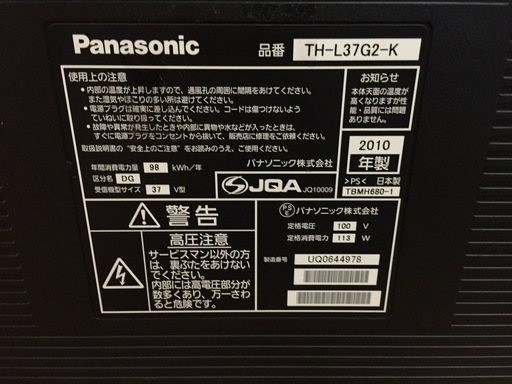 Panasonic
品番 TH-L37G2-K
使用上の注意
・内部の温度が上昇しますので、通風孔の周囲に間隔をあけてください。
また湿気やほこりの多い所は避けてください。
・電源プラグは確実に差し込んでください。コードは傷つけないよう
ていねいに取り扱ってください。
・故障や異常が発生したときや内部に異物や水などが入ったときは、
すぐに電源プラグをコンセントから抜いて、販売店に修理をご依頼ください。
取扱説明書の“安全上のご注意”をよくお読みのうえ、ご使用ください。
お知らせ
本体天面の温度が
高くなりますが性
能・品質には問題
ありません。
年間消費電力量 98 kWh/年
区分名 DG
受信機型サイズ 37 V型
パナソニック株式会社
JQA JQ10009
2010
年製
>PS< 日本製
TBMH680-1
警告
高圧注意
サービスマン以外の方
は、裏ぶたをあけない
でください。
内部には高電圧部分が
数多くあり、万一さわ
ると危険です。
PSE パナソニック株式会社
定格電圧 100 V
定格消費電力 113 W
製造番号 UQ0644978